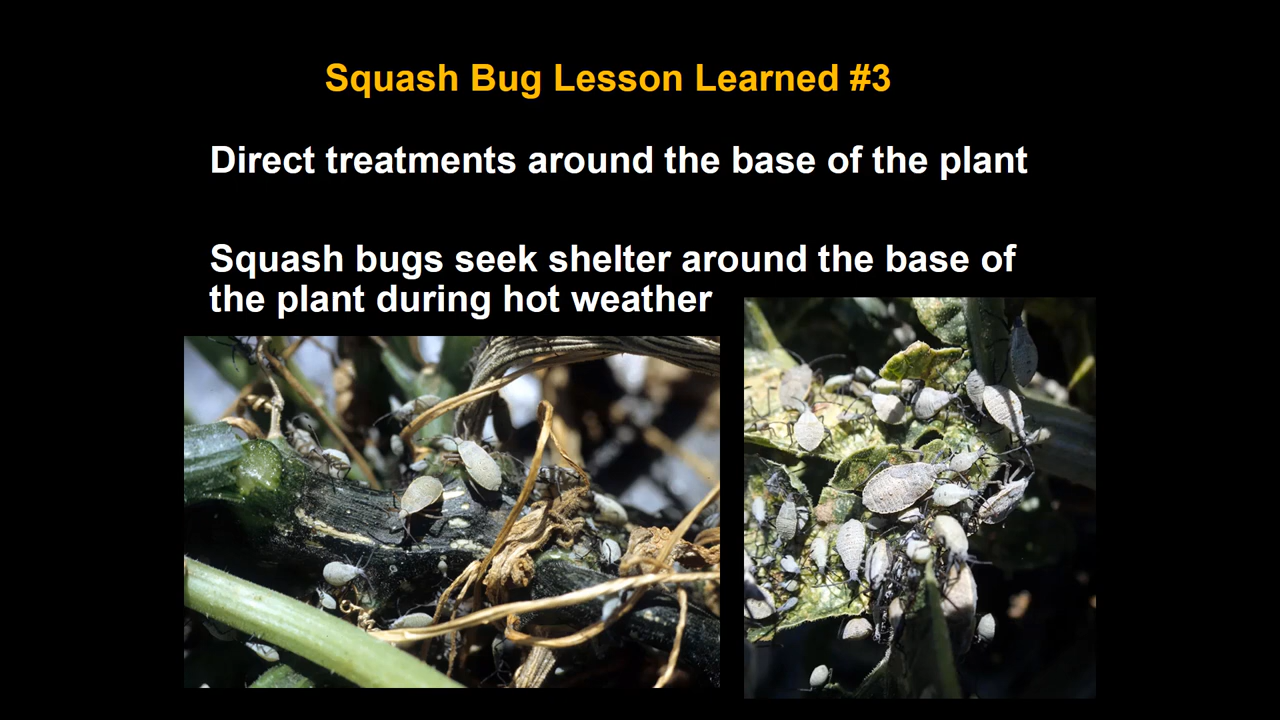 Squash Bug Lesson Learned #3
Direct treatments around the base of the plant
Squash bugs seek shelter around the base of
the plant during hot weather